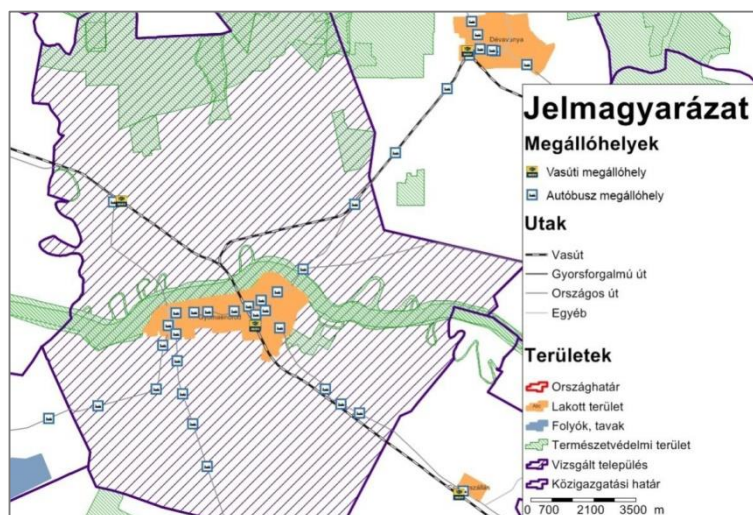 Dévaványa
Jelmagyarázat
Megállóhelyek
Vasúti megállóhely
Autóbusz megállóhely
Utak
Vasút
Gyorsforgalmú út
Országos út
Egyéb
Területek
Országhatár
Lakott terület
Folyók, tavak
Természetvédelmi terület
Vizsgált település
Közigazgatási határ
0 700 2100 3500 m